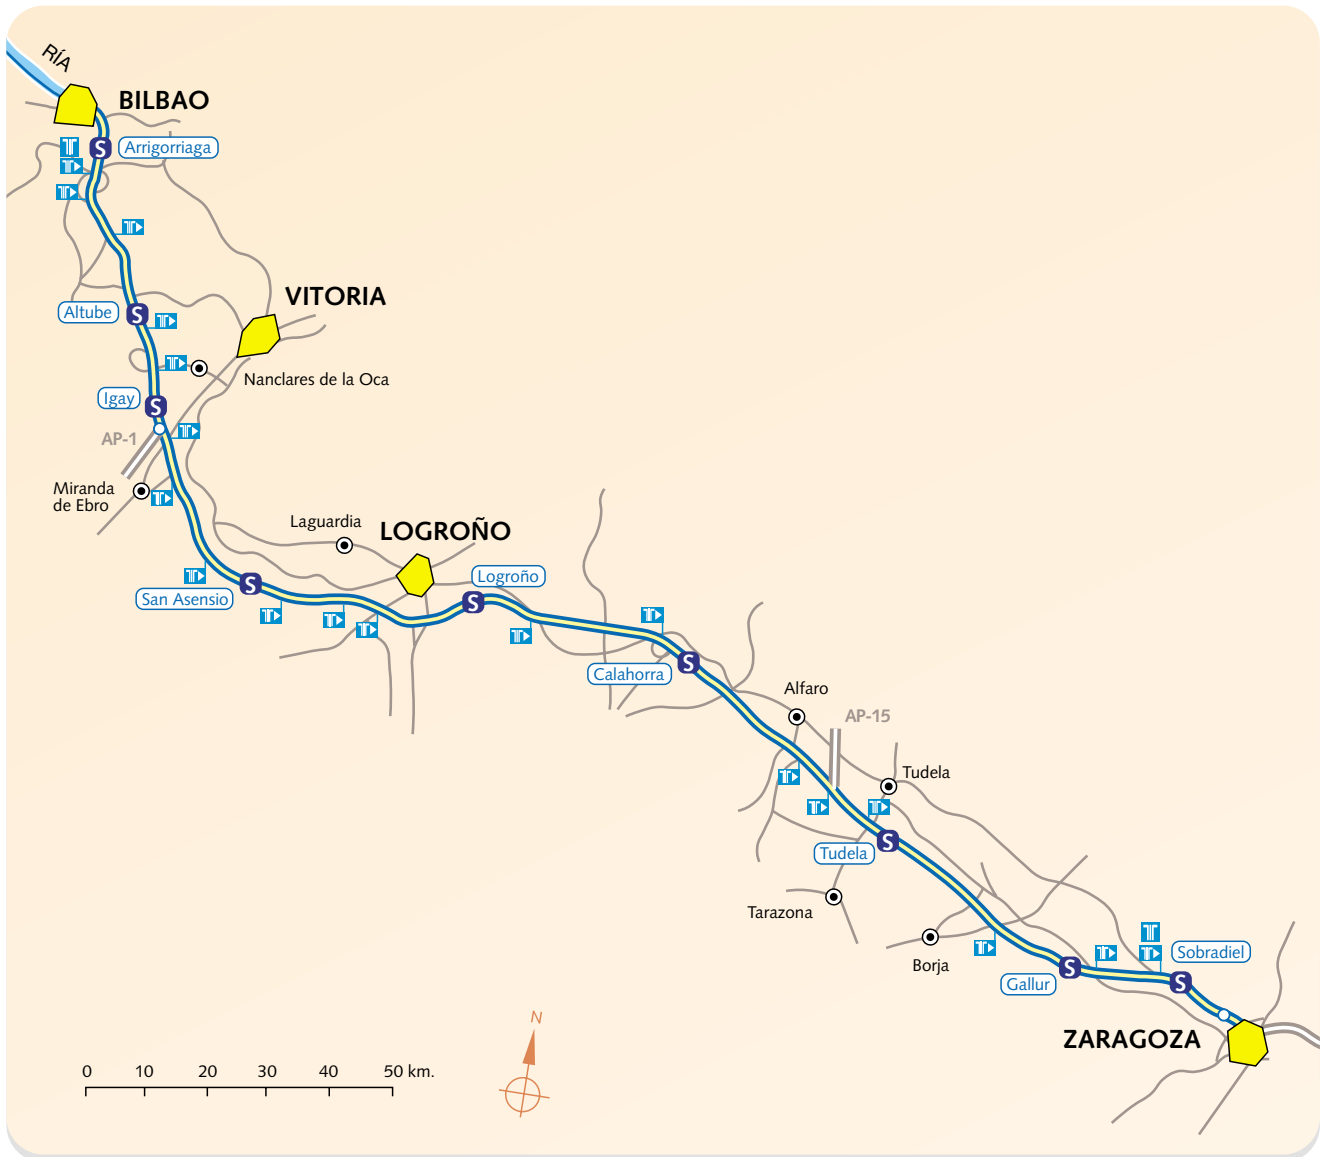 RÍA
BILBAO
S
Arrigorriaga
VITORIA
Altube
S
Nanclares de la Oca
Igay
S
AP-1
Miranda
de Ebro
Laguardia
LOGROÑO
San Asensio
S
Logroño
S
Calahorra
S
Alfaro
AP-15
Tudela
Tudela
S
Tarazona
Borja
Gallur
S
Sobradiel
S
ZARAGOZA
N
0 10 20 30 40 50 km.